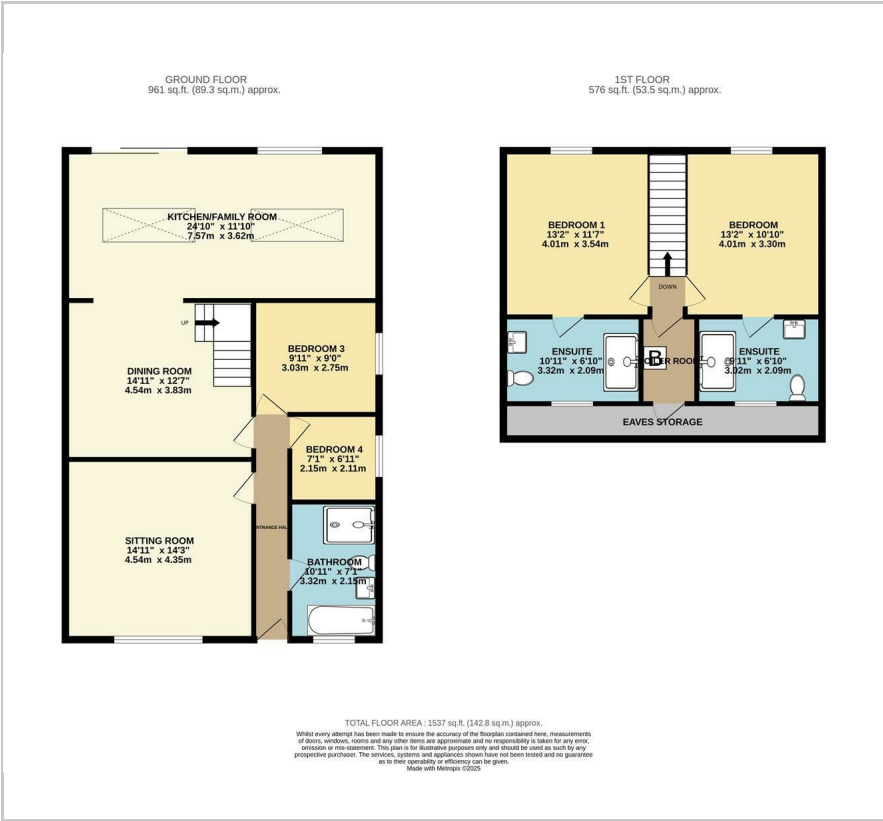 GROUND FLOOR
961 sq.ft. (89.3 sq.m.) approx.
1ST FLOOR
576 sq.ft. (53.5 sq.m.) approx.
KITCHEN/FAMILY ROOM
24'10" x 11'10"
7.57m x 3.62m
UP
BEDROOM 3
9'11" x 9'0"
3.03m x 2.75m
DINING ROOM
14'11" x 12'7"
4.54m x 3.83m
BEDROOM 4
7'1" x 6'11"
2.15m x 2.11m
SITTING ROOM
14'11" x 14'3"
4.54m x 4.35m
ENTRANCE HALL
BATHROOM
10'11" x 7'1"
3.32m x 2.15m
BEDROOM 1
13'2" x 11'7"
4.01m x 3.54m
BEDROOM
13'2" x 10'10"
4.01m x 3.30m
DOWN
ENSUITE
10'11" x 6'10"
3.32m x 2.09m
B
ROOM
ENSUITE
9'11" x 6'10"
3.02m x 2.09m
EAVES STORAGE
TOTAL FLOOR AREA : 1537 sq.ft. (142.8 sq.m.) approx.
Whilst every attempt has been made to ensure the accuracy of the floorplan contained here, measurements
of doors, windows, rooms and any other items are approximate and no responsibility is taken for any error,
omission or mis-statement. This plan is for illustrative purposes only and should be used as such by any
prospective purchaser. The services, systems and appliances shown have not been tested and no guarantee
as to their operability or efficiency can be given.
Made with Metropix ©2025